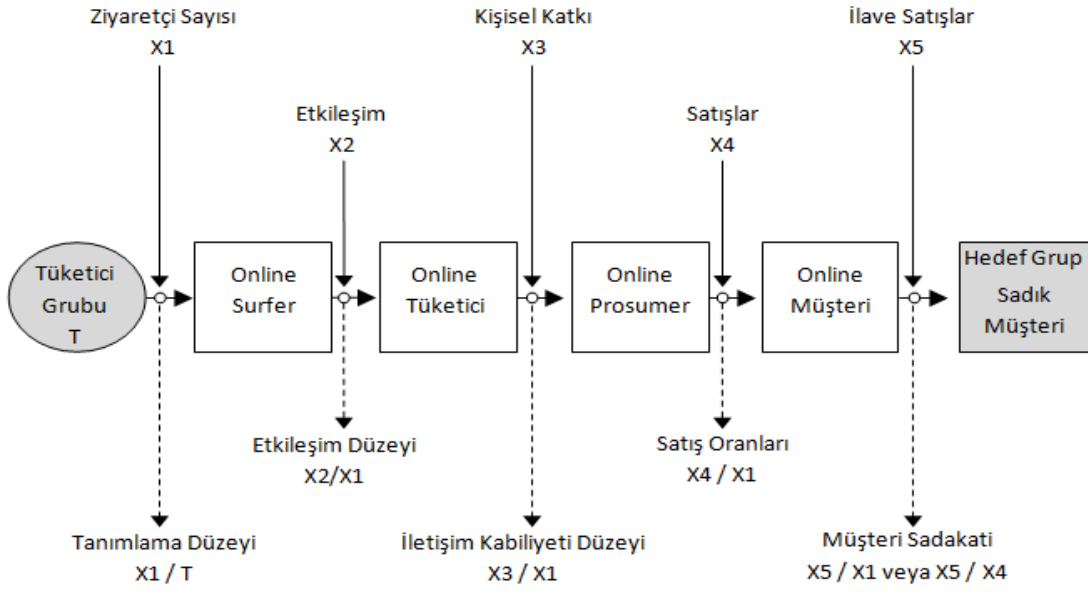 Ziyaretçi Sayısı
X1
Kişisel Katkı
X3
İlave Satışlar
X5
Etkileşim
X2
Satışlar
X4
Tüketici
Grubu
T
Online
Surfer
Online
Tüketici
Online
Prosumer
Online
Müşteri
Hedef Grup
Sadık
Müşteri
Etkileşim Düzeyi
X2/X1
Satış Oranları
X4 / X1
Tanımlama Düzeyi
X1 / T
İletişim Kabiliyeti Düzeyi
X3 / X1
Müşteri Sadakati
X5 / X1 veya X5 / X4